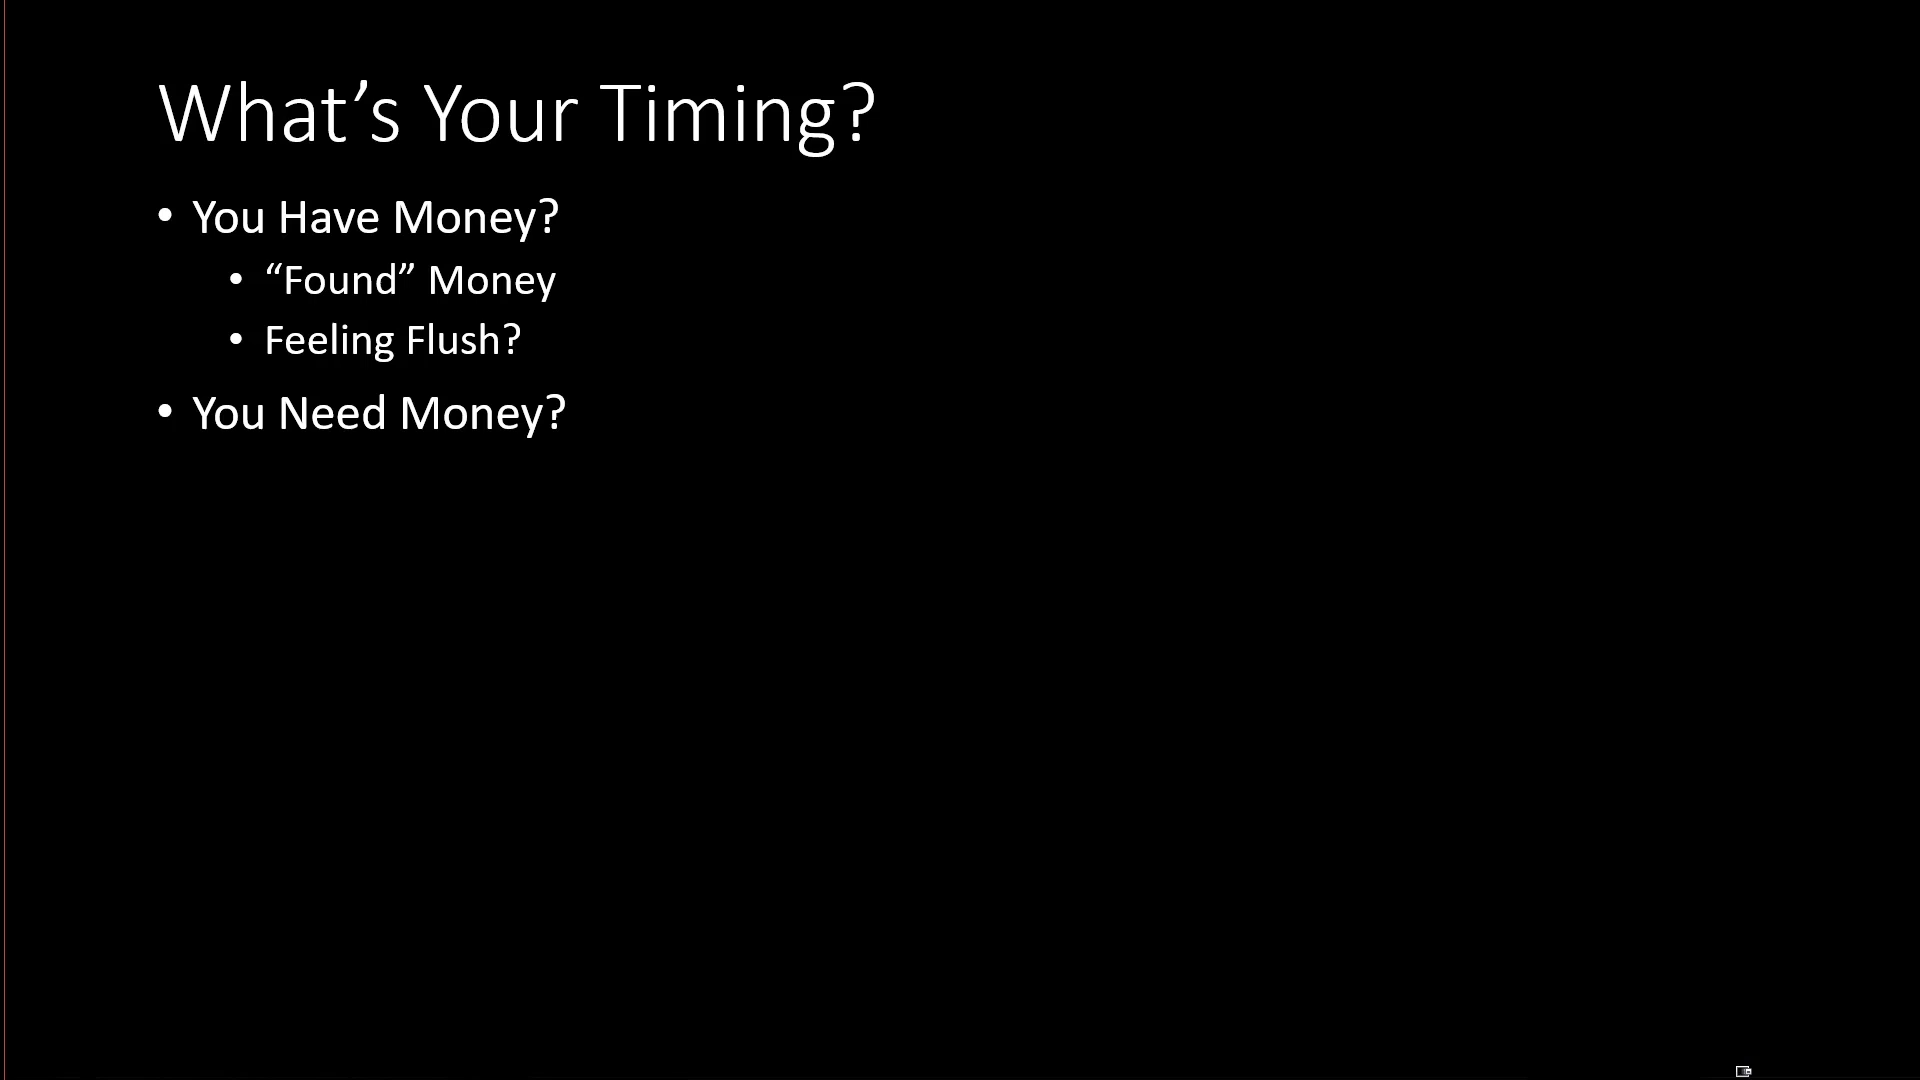 What’s Your Timing?
• You Have Money?
• “Found” Money
• Feeling Flush?
• You Need Money?